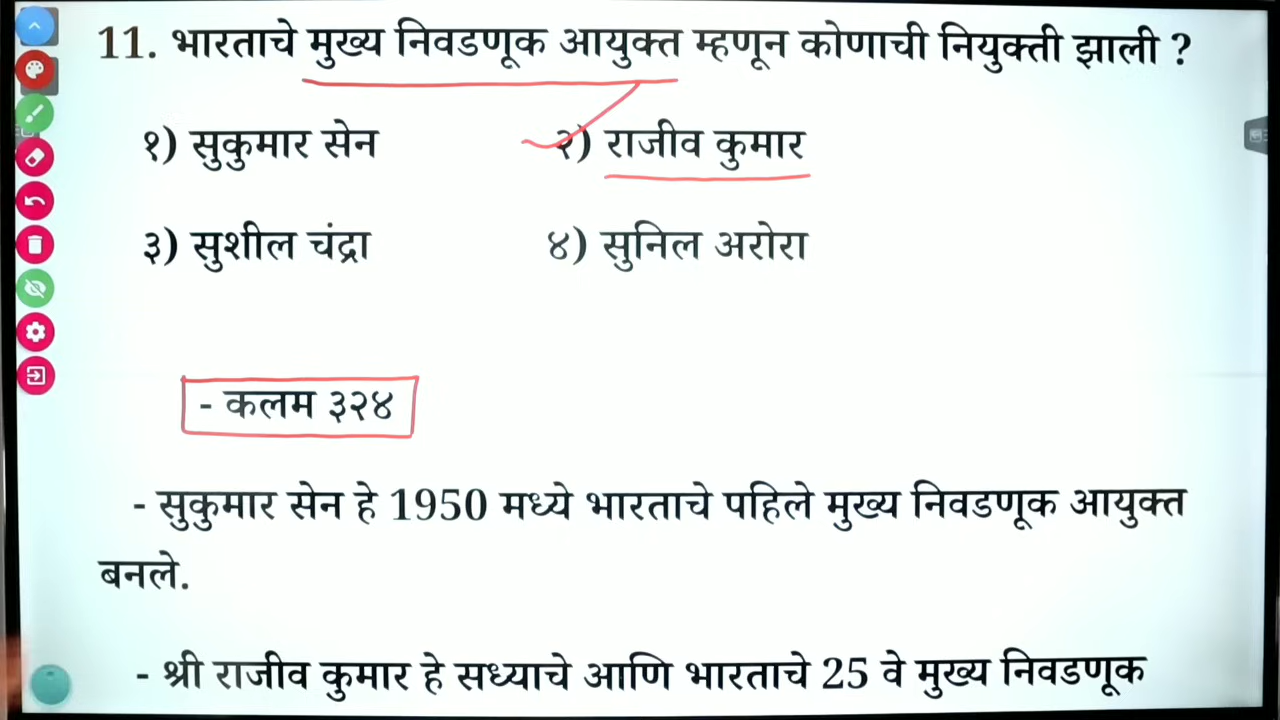 11. भारताचे मुख्य निवडणूक आयुक्त म्हणून कोणाची नियुक्ती झाली ?
१) सुकुमार सेन २) राजीव कुमार
३) सुशील चंद्रा ४) सुनिल अरोरा
- कलम ३२४
- सुकुमार सेन हे 1950 मध्ये भारताचे पहिले मुख्य निवडणूक आयुक्त
बनले.
- श्री राजीव कुमार हे सध्याचे आणि भारताचे 25 वे मुख्य निवडणूक